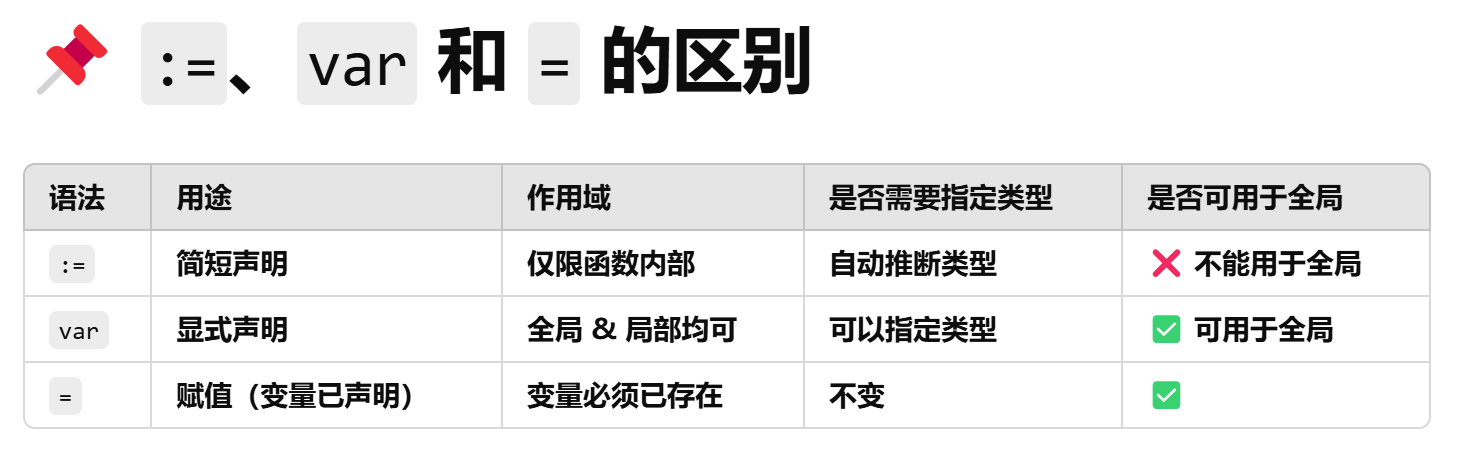 :=、var 和 = 的区别
语法 用途 作用域 是否需要指定类型 是否可用于全局
:= 简短声明 仅限函数内部 自动推断类型 ❌ 不能用于全局
var 显式声明 全局 & 局部均可 可以指定类型 ✅ 可用于全局
= 赋值（变量已声明） 变量必须已存在 不变 ✅